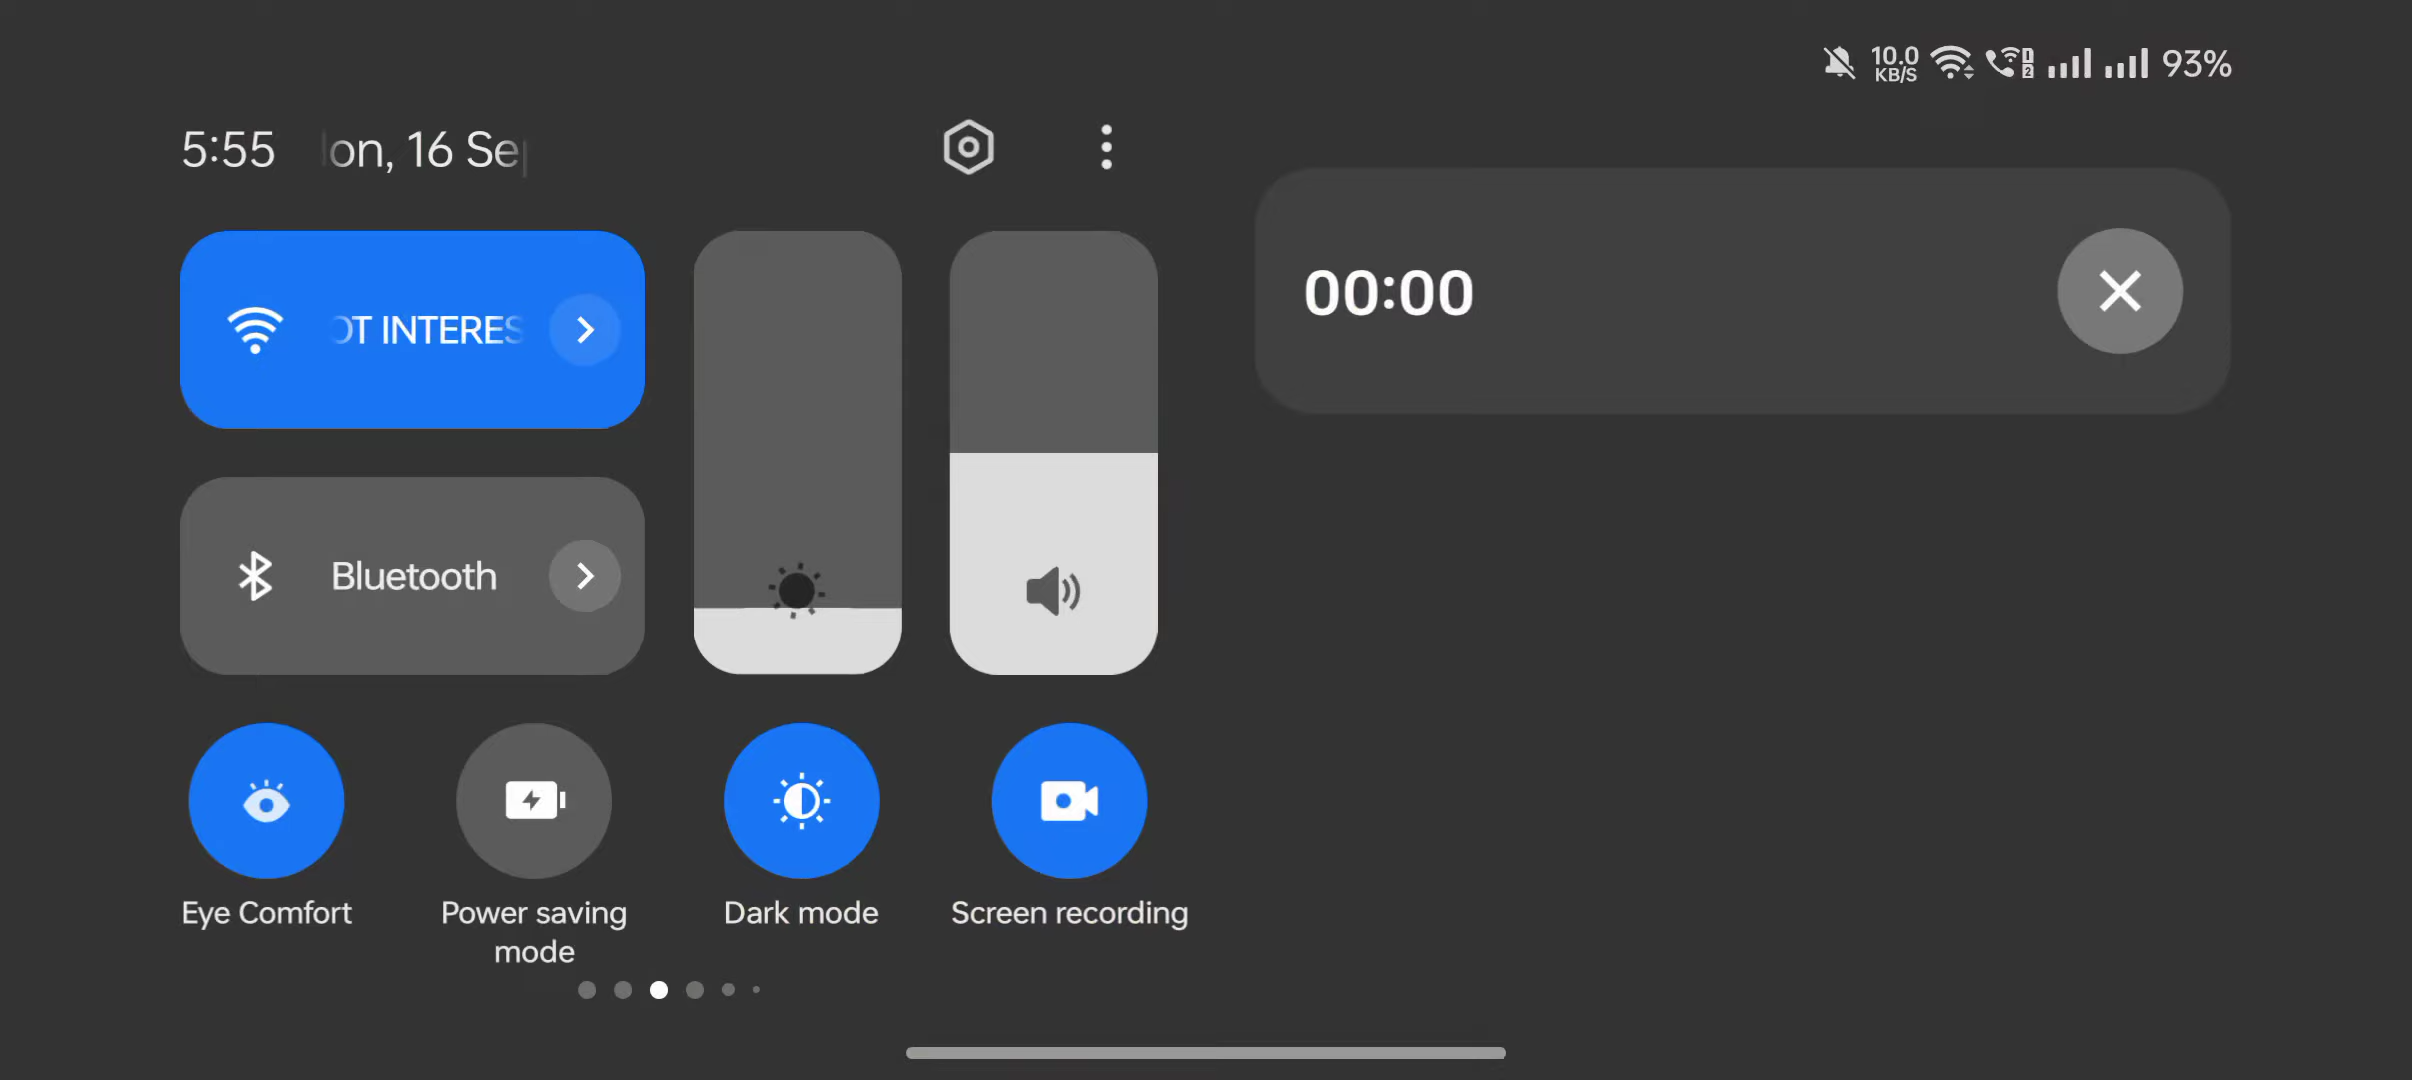 10.0
KB/S
93%
5:55 on, 16 Se
OT INTERES
00:00
Bluetooth
Eye Comfort
Power saving
mode
Dark mode
Screen recording